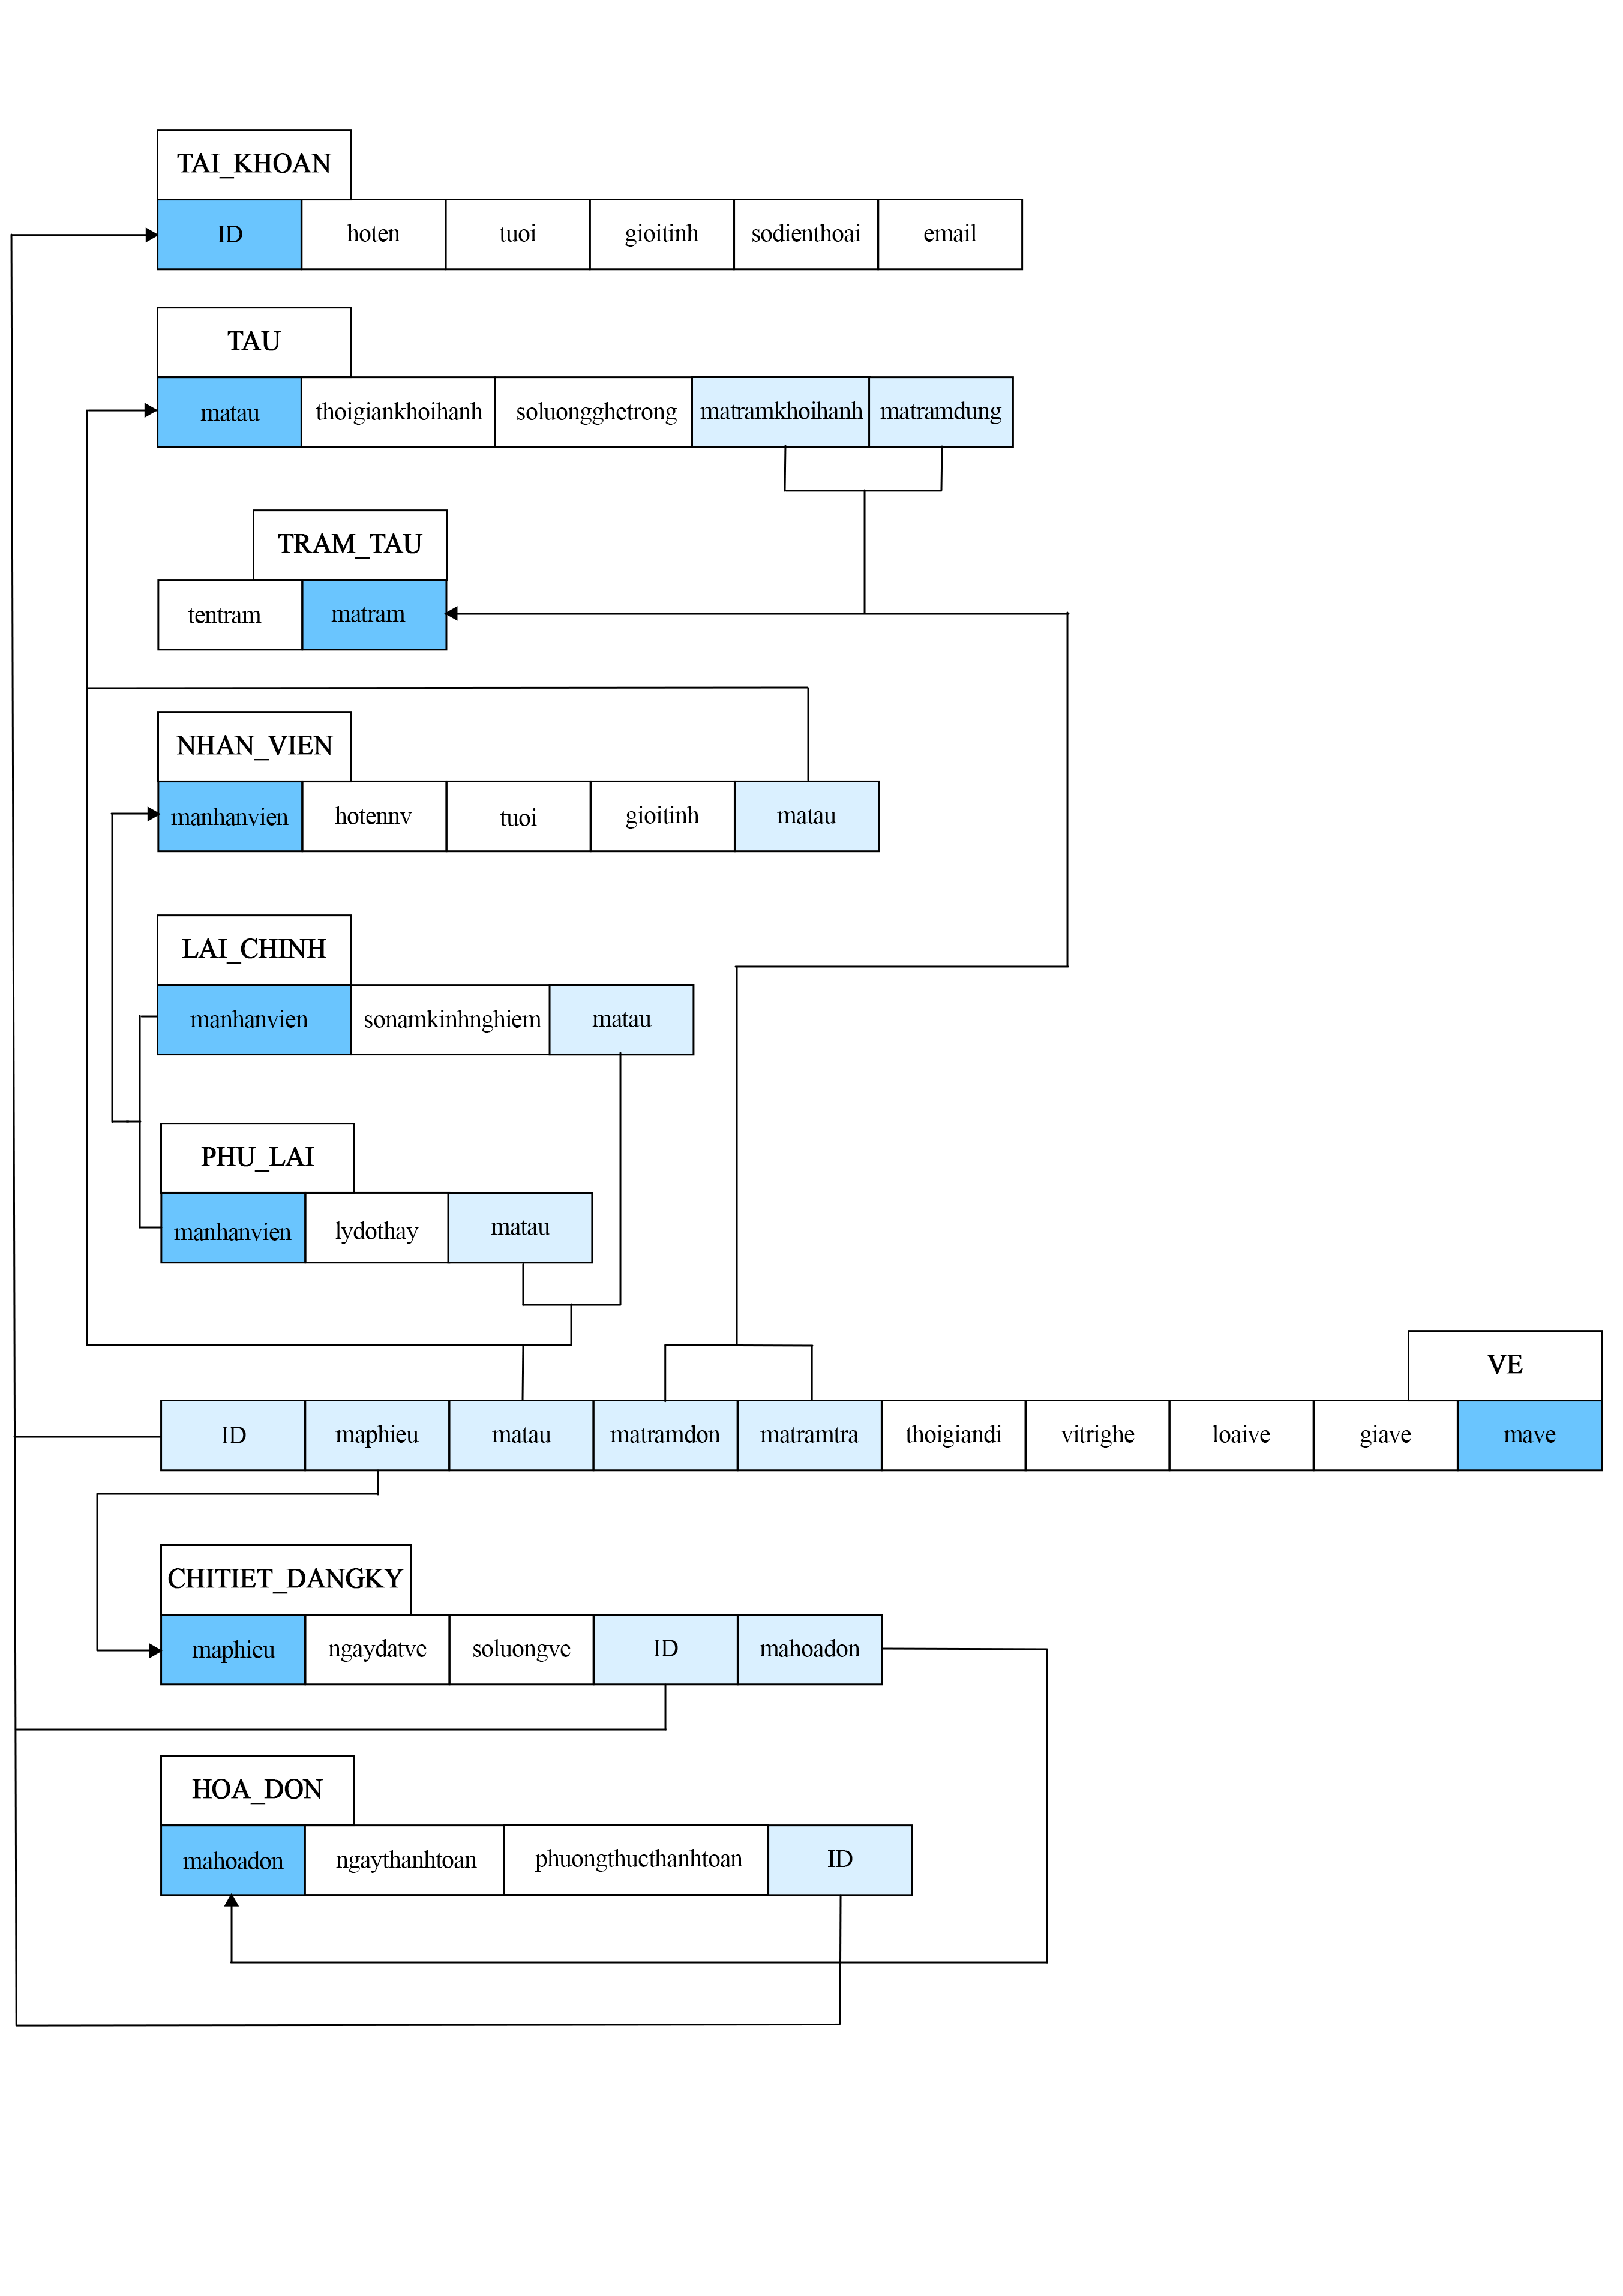 TAI_KHOAN
ID hoten tuoi gioitinh sodienthoai email
TAU
matau thoigiankhoihanh soluongghetrong matramkhoihanh matramdung
TRAM_TAU
tentram matram
NHAN_VIEN
manhanvien hotennv tuoi gioitinh matau
LAI_CHINH
manhanvien sonamkinhnghiem matau
PHU_LAI
manhanvien lydothay matau
VE
ID maphieu matau matramdon matramtra thoigiandi vitrighe loaive giave mave
CHITIET_DANGKY
maphieu ngaydatve soluongve ID mahoadon
HOA_DON
mahoadon ngaythanhtoan phuongthucthanhtoan ID